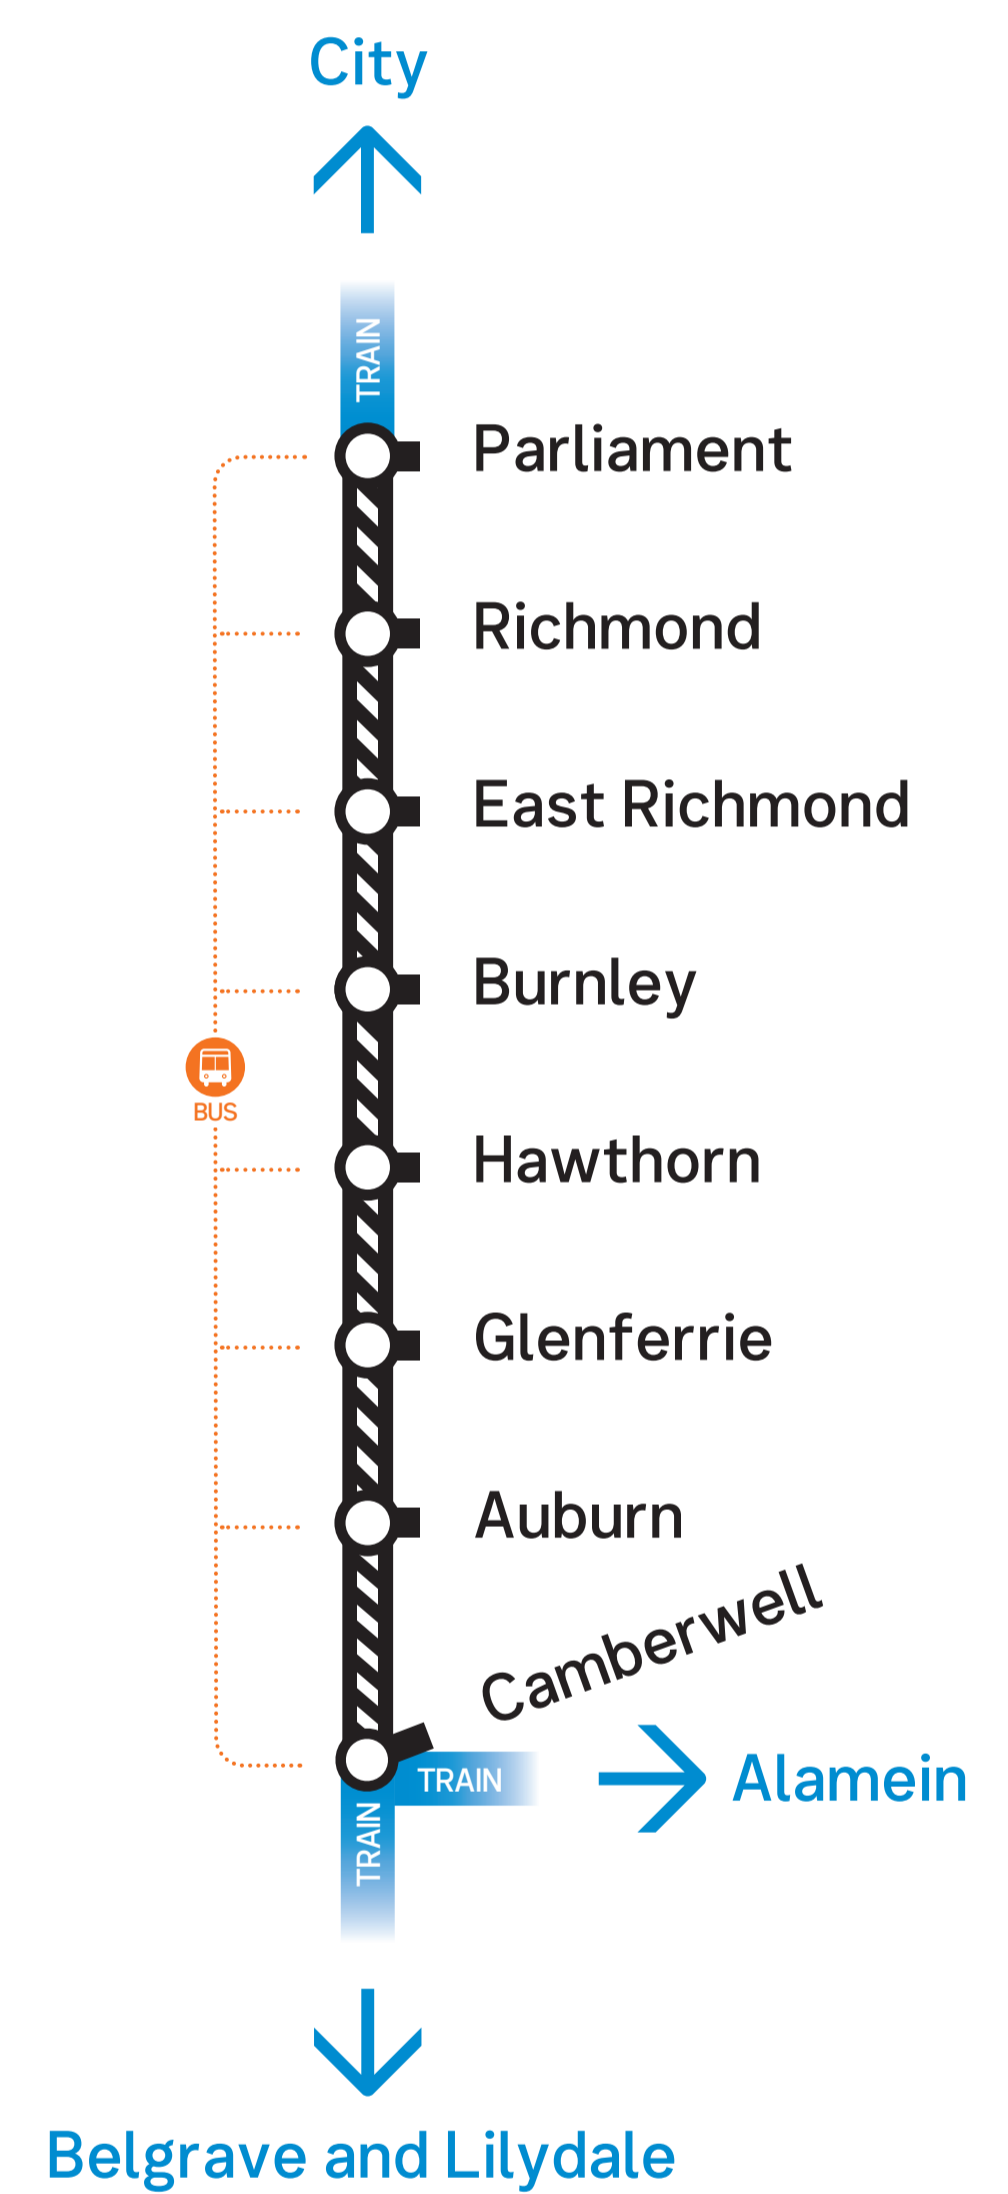 City
TRAIN
Parliament
Richmond
East Richmond
Burnley
BUS
Hawthorn
Glenferrie
Auburn
Camberwell
TRAIN
Alamein
TRAIN
Belgrave and Lilydale